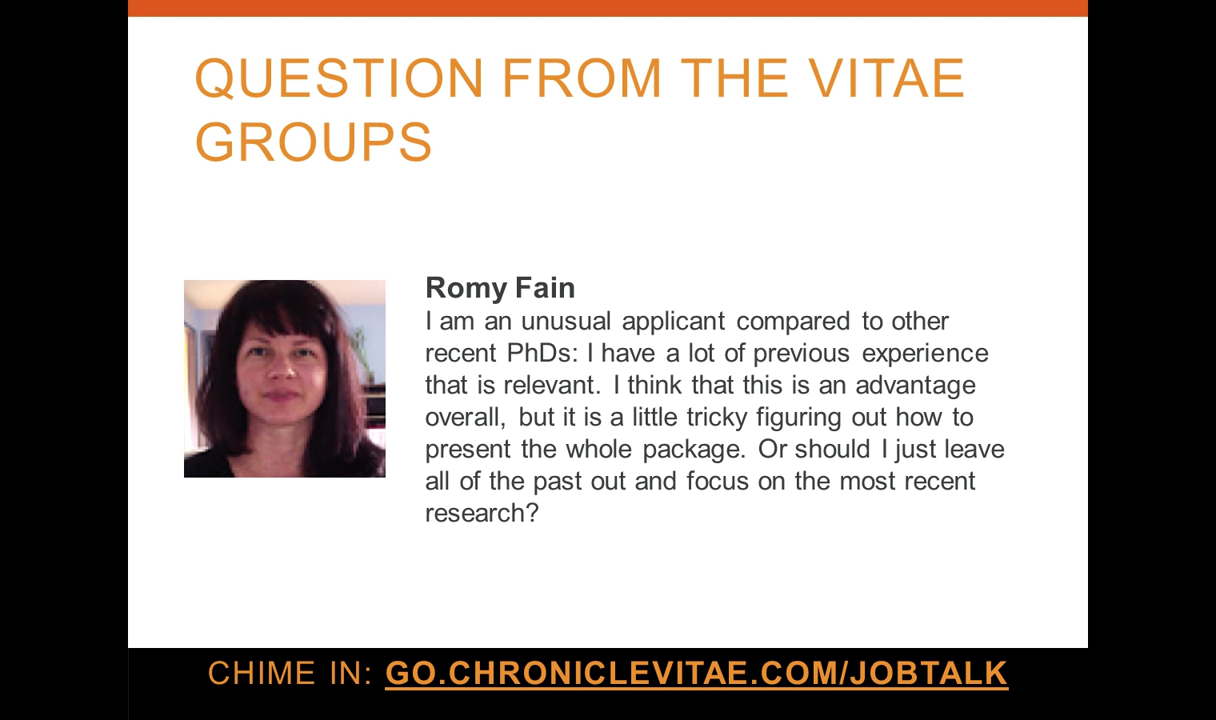 QUESTION FROM THE VITAE
GROUPS
Romy Fain
I am an unusual applicant compared to other
recent PhDs: I have a lot of previous experience
that is relevant. I think that this is an advantage
overall, but it is a little tricky figuring out how to
present the whole package. Or should I just leave
all of the past out and focus on the most recent
research?
CHIME IN: GO.CHRONICLEVITAE.COM/JOBTALK